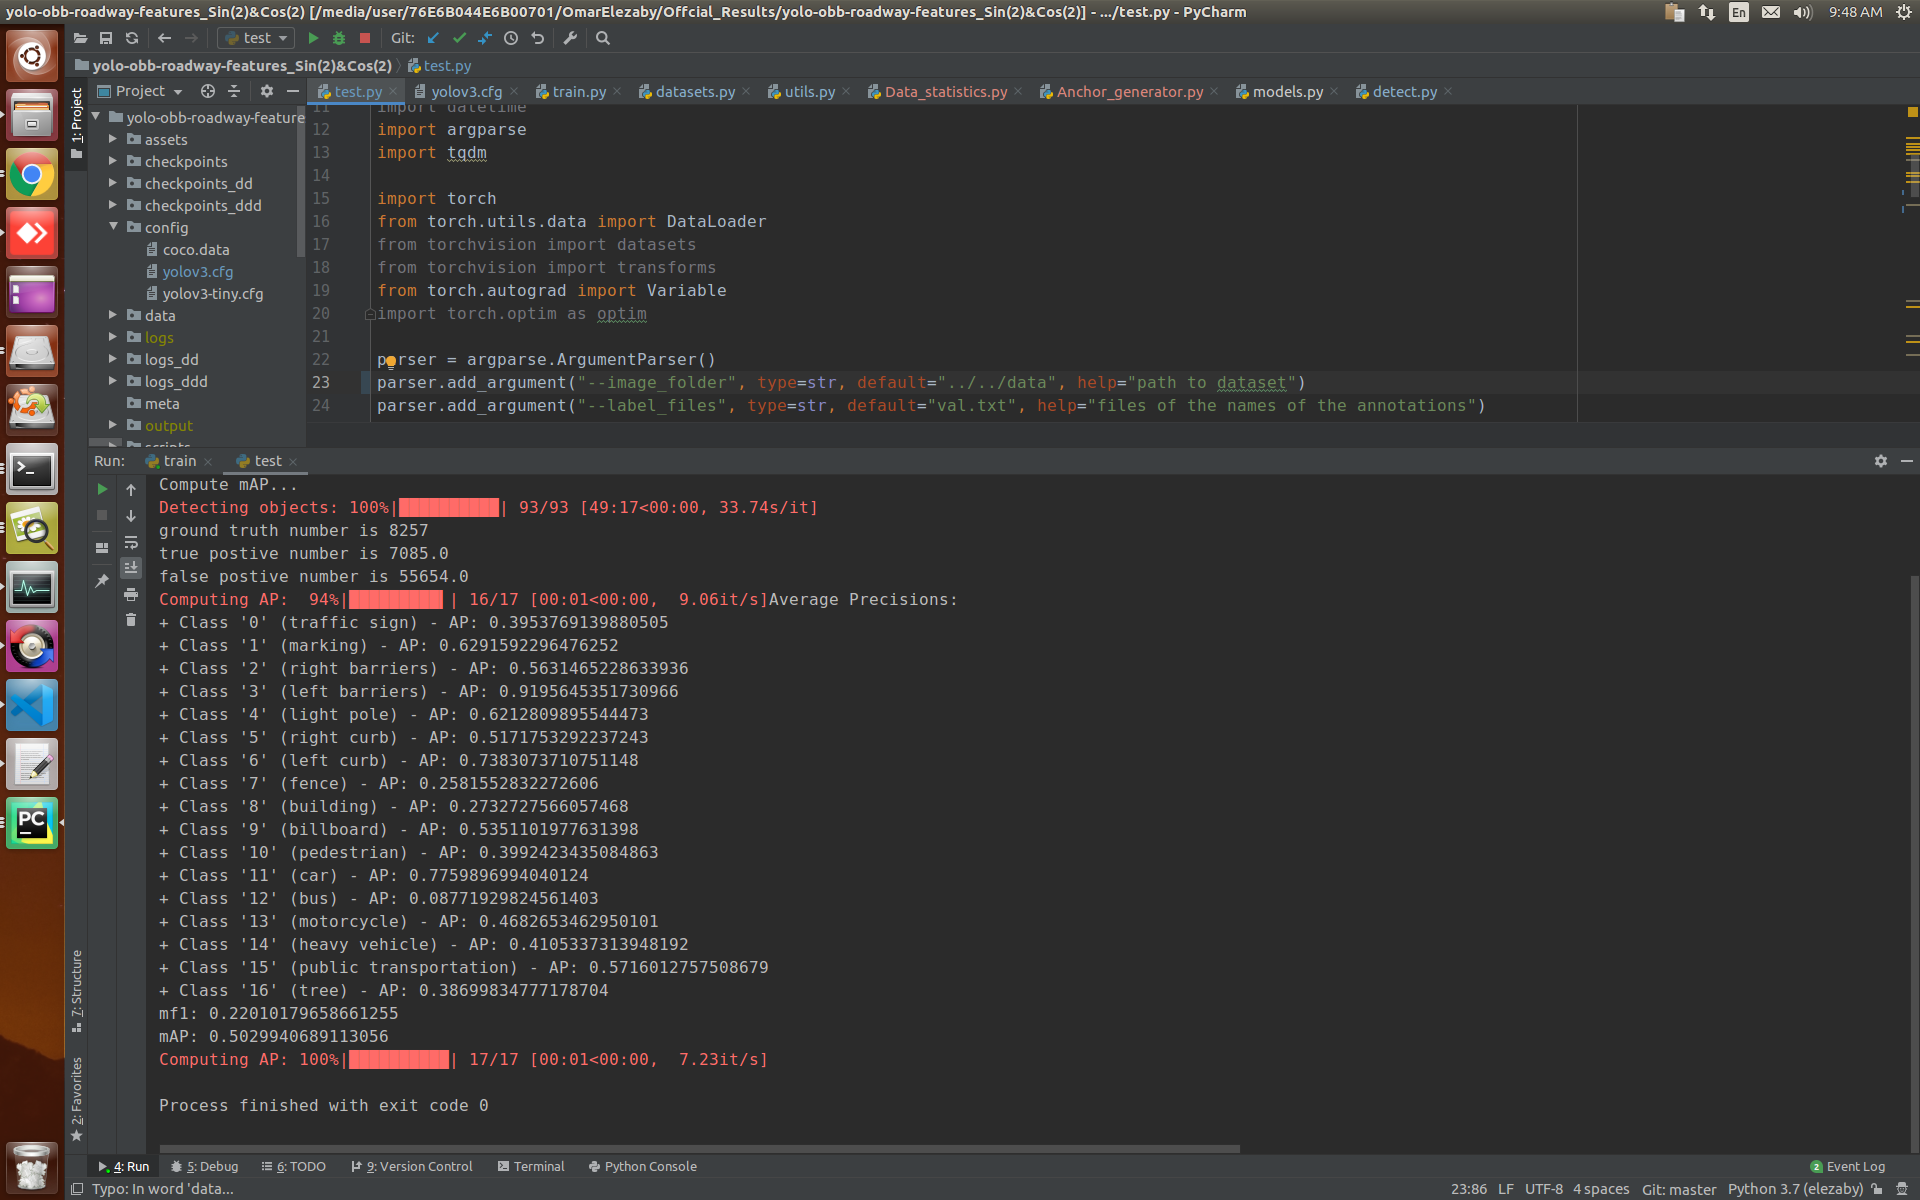 yolo-obb-roadway-features_Sin(2)&Cos(2) [/media/user/76E6B044E6B00701/OmarElezaby/Offcial_Results/yolo-obb-roadway-features_Sin(2)&Cos(2)] - .../test.py - PyCharm
En 9:48 AM
test Git:
yolo-obb-roadway-features_Sin(2)&Cos(2) test.py
1: Project
Project
test.py yolov3.cfg train.py datasets.py utils.py Data_statistics.py Anchor_generator.py models.py detect.py
yolo-obb-roadway-feature
assets
checkpoints
checkpoints_dd
checkpoints_ddd
config
coco.data
yolov3.cfg
yolov3-tiny.cfg
data
logs
logs_dd
logs_ddd
meta
output
scripts
11 import datetime
12 import argparse
13 import tqdm
14
15 import torch
16 from torch.utils.data import DataLoader
17 from torchvision import datasets
18 from torchvision import transforms
19 from torch.autograd import Variable
20 import torch.optim as optim
21
22 parser = argparse.ArgumentParser()
23 parser.add_argument("--image_folder", type=str, default="../../data", help="path to dataset")
24 parser.add_argument("--label_files", type=str, default="val.txt", help="files of the names of the annotations")
Run: train test
Compute mAP...
Detecting objects: 100%|██████████| 93/93 [49:17<00:00, 33.74s/it]
ground truth number is 8257
true postive number is 7085.0
false postive number is 55654.0
Computing AP:  94%|█████████▍| 16/17 [00:01<00:00,  9.06it/s]Average Precisions:
+ Class '0' (traffic sign) - AP: 0.3953769139880505
+ Class '1' (marking) - AP: 0.6291592296476252
+ Class '2' (right barriers) - AP: 0.5631465228633936
+ Class '3' (left barriers) - AP: 0.9195645351730966
+ Class '4' (light pole) - AP: 0.6212809895544473
+ Class '5' (right curb) - AP: 0.5171753292237243
+ Class '6' (left curb) - AP: 0.7383073710751148
+ Class '7' (fence) - AP: 0.2581552832272606
+ Class '8' (building) - AP: 0.2732727566057468
+ Class '9' (billboard) - AP: 0.5351101977631398
+ Class '10' (pedestrian) - AP: 0.3992423435084863
+ Class '11' (car) - AP: 0.7759896994040124
+ Class '12' (bus) - AP: 0.08771929824561403
+ Class '13' (motorcycle) - AP: 0.4682653462950101
+ Class '14' (heavy vehicle) - AP: 0.4105337313948192
+ Class '15' (public transportation) - AP: 0.5716012757508679
+ Class '16' (tree) - AP: 0.38699834777178704
mf1: 0.22010179658661255
mAP: 0.5029940689113056
Computing AP: 100%|██████████| 17/17 [00:01<00:00,  7.23it/s]
Process finished with exit code 0
7: Structure
2: Favorites
PC
4: Run 5: Debug 6: TODO 9: Version Control Terminal Python Console 2 Event Log
Typo: In word 'data... 23:86 LF UTF-8 4 spaces Git: master Python 3.7 (elezaby)